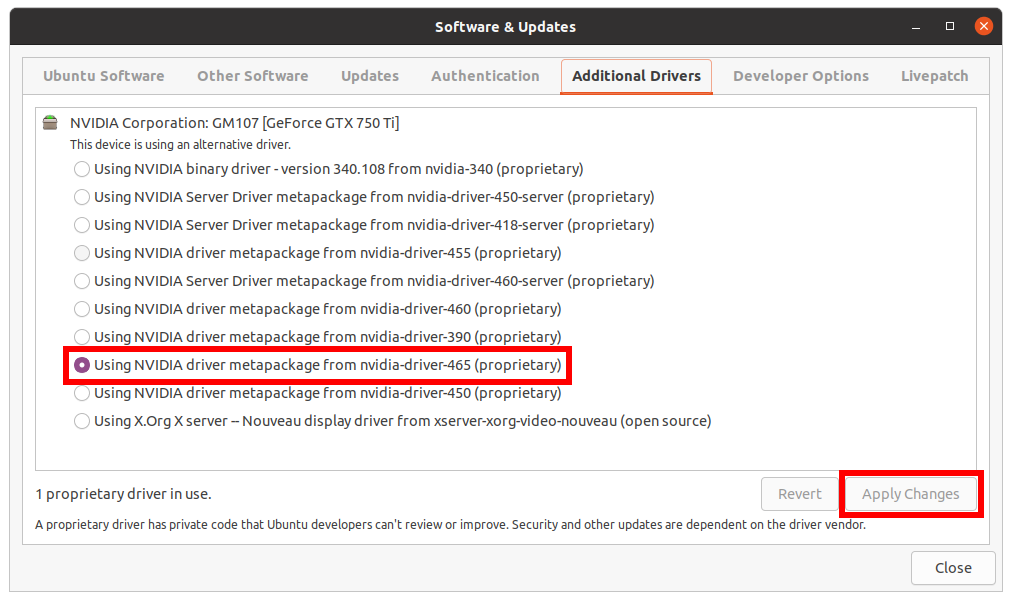 Software & Updates
Ubuntu Software Other Software Updates Authentication Additional Drivers Developer Options Livepatch
NVIDIA Corporation: GM107 [GeForce GTX 750 Ti]
This device is using an alternative driver.
Using NVIDIA binary driver - version 340.108 from nvidia-340 (proprietary)
Using NVIDIA Server Driver metapackage from nvidia-driver-450-server (proprietary)
Using NVIDIA Server Driver metapackage from nvidia-driver-418-server (proprietary)
Using NVIDIA driver metapackage from nvidia-driver-455 (proprietary)
Using NVIDIA Server Driver metapackage from nvidia-driver-460-server (proprietary)
Using NVIDIA driver metapackage from nvidia-driver-460 (proprietary)
Using NVIDIA driver metapackage from nvidia-driver-390 (proprietary)
Using NVIDIA driver metapackage from nvidia-driver-465 (proprietary)
Using NVIDIA driver metapackage from nvidia-driver-450 (proprietary)
Using X.Org X server -- Nouveau display driver from xserver-xorg-video-nouveau (open source)
1 proprietary driver in use. Revert Apply Changes
A proprietary driver has private code that Ubuntu developers can't review or improve. Security and other updates are dependent on the driver vendor.
Close